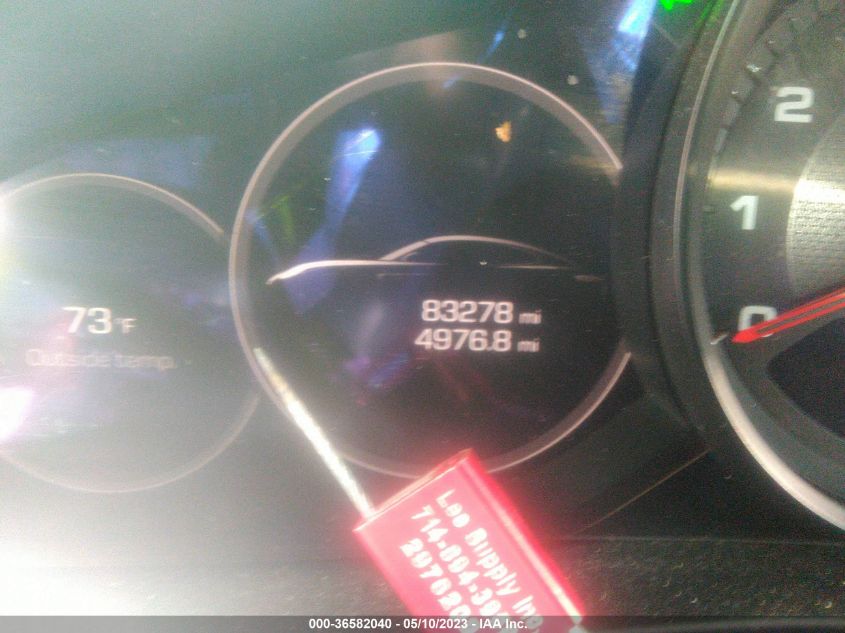 2
1
0
73°F
Outside temp.
83278 mi
4976.8 mi
Lee Supply Inc
000-36582040 - 05/10/2023 - IAA Inc.